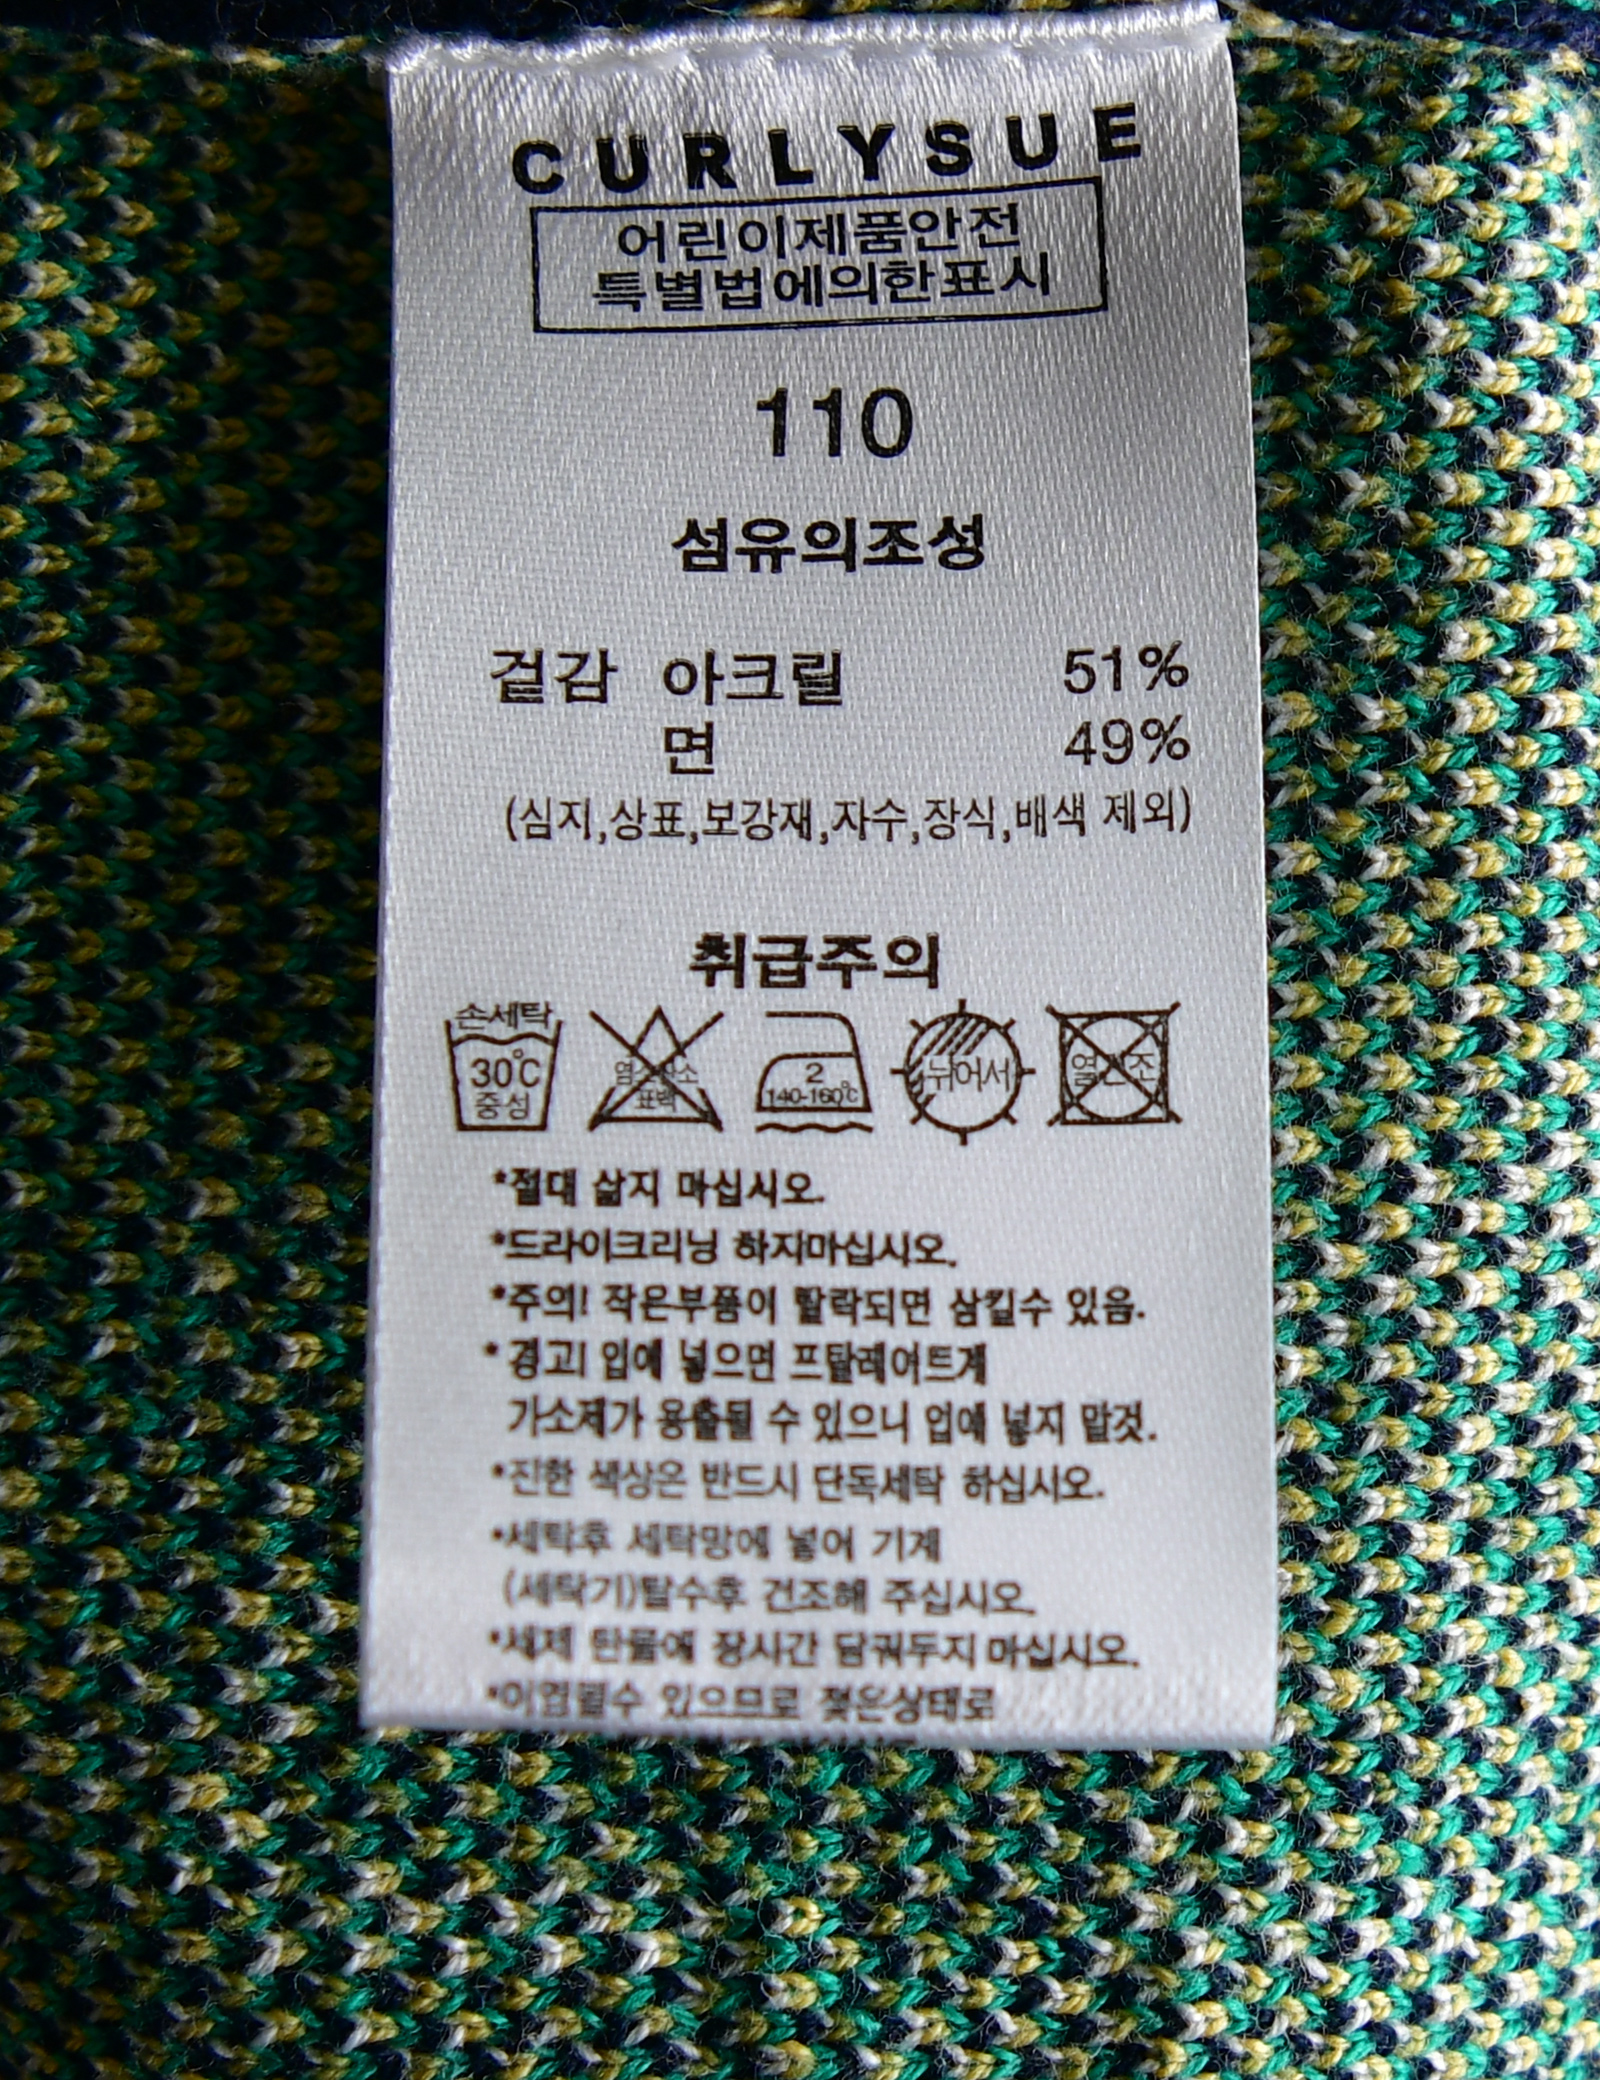 CURLYSUE
어린이제품안전
특별법에의한표시
110
섬유의조성
겉감 아크릴 51%
면 49%
(심지,상표,보강재,자수,장식,배색 제외)
취급주의
손세탁
30℃
중성
염소산소
표백
2
140-160℃
뉘어서
열건조
*절대 삶지 마십시오.
*드라이크리닝 하지마십시오.
*주의! 작은부품이 탈락되면 삼킬수 있음.
*경고! 입에 넣으면 프탈레이트계
가소제가 용출될 수 있으니 입에 넣지 말것.
*진한 색상은 반드시 단독세탁 하십시오.
*세탁후 세탁망에 넣어 기계
(세탁기)탈수후 건조해 주십시오.
*세제 탄물에 장시간 담궈두지 마십시오.
*이염될수 있으므로 젖은상태로